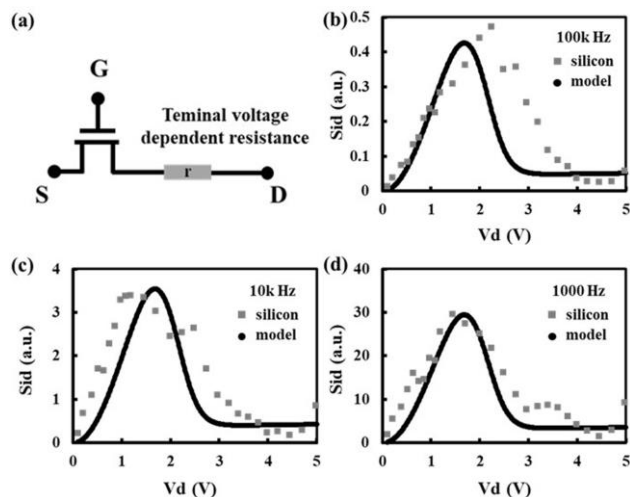 (a)
G
Teminal voltage
dependent resistance
r
S
D
(b)
0.5
0.4
0.3
0.2
0.1
0
Sid (a.u.)
100k Hz
silicon
model
0 1 2 3 4 5
Vd (V)
(c)
4
3
2
1
0
Sid (a.u.)
10k Hz
silicon
model
0 1 2 3 4 5
Vd (V)
(d)
40
30
20
10
0
Sid (a.u.)
1000 Hz
silicon
model
0 1 2 3 4 5
Vd (V)